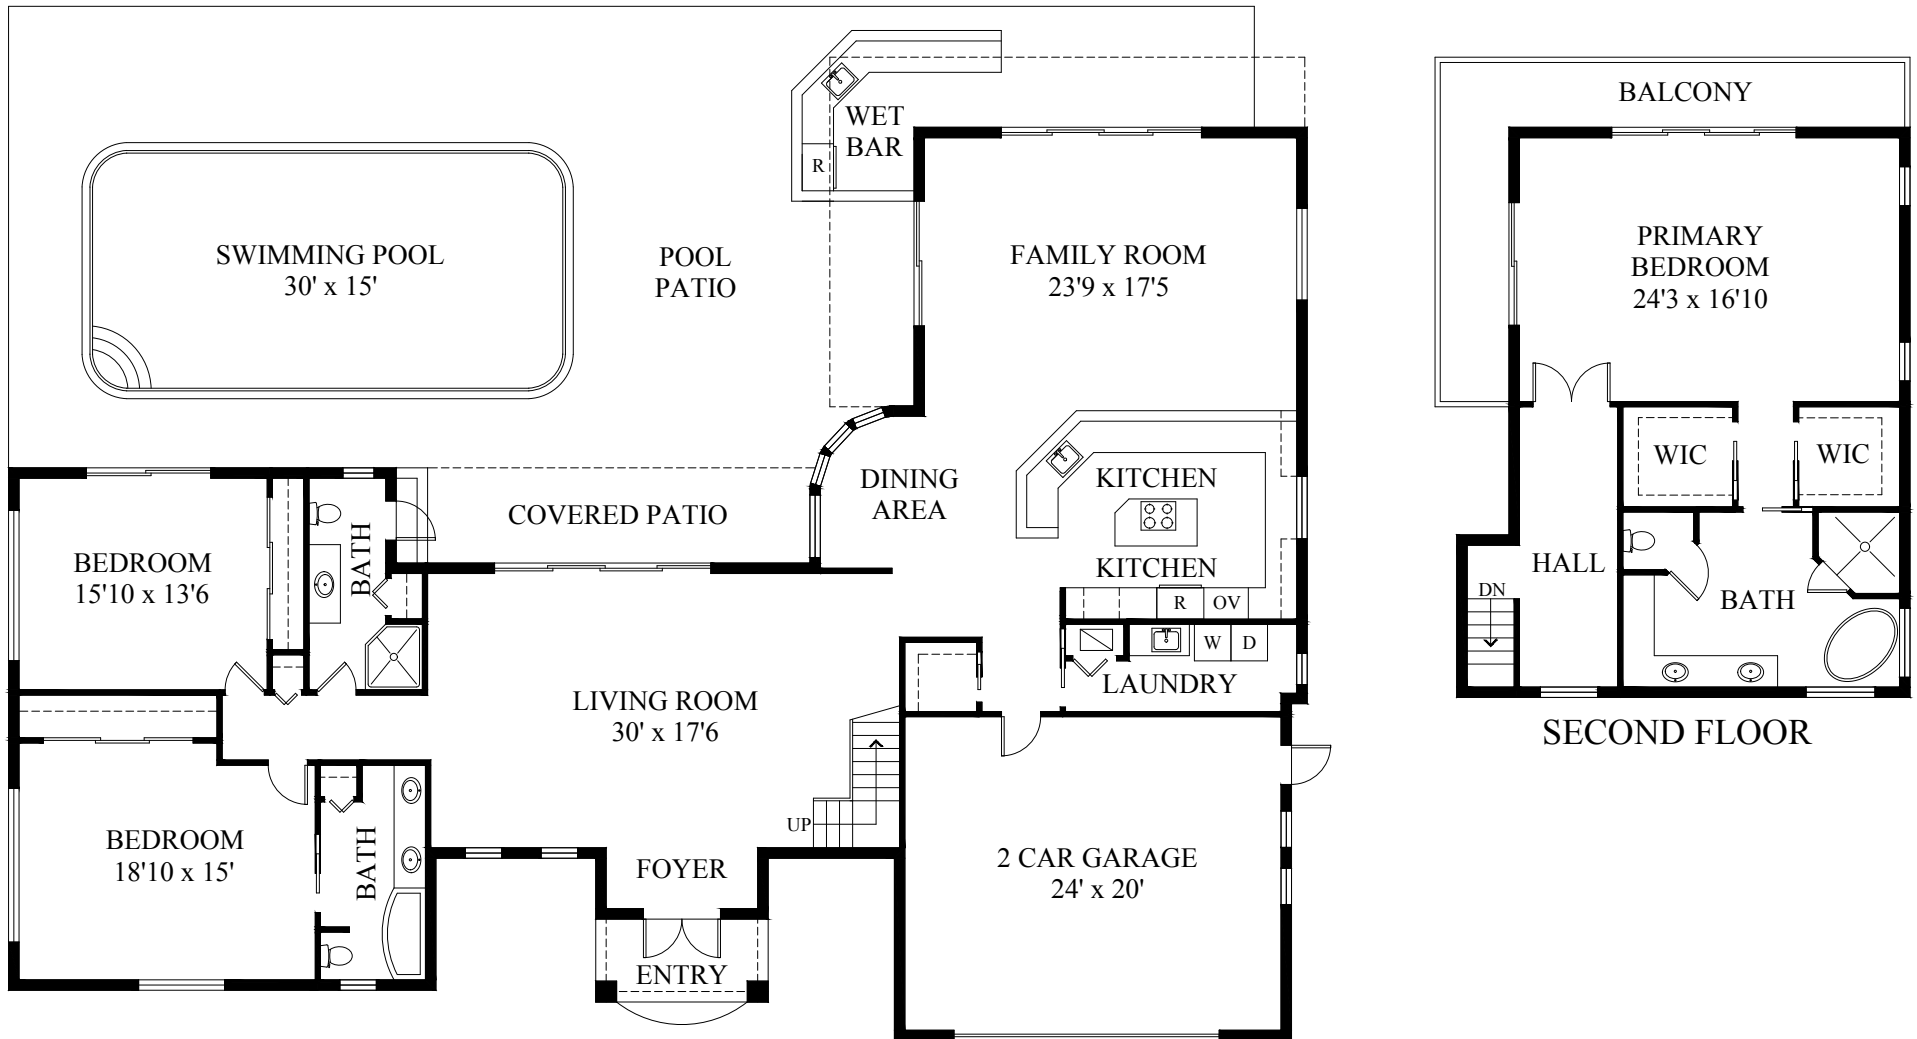 WET
BAR
R
SWIMMING POOL
30' x 15'
POOL
PATIO
FAMILY ROOM
23'9 x 17'5
DINING
AREA
KITCHEN
KITCHEN
R
OV
COVERED PATIO
BEDROOM
15'10 x 13'6
BATH
W
D
LAUNDRY
LIVING ROOM
30' x 17'6
UP
BEDROOM
18'10 x 15'
BATH
FOYER
ENTRY
2 CAR GARAGE
24' x 20'
BALCONY
PRIMARY
BEDROOM
24'3 x 16'10
WIC
WIC
HALL
DN
BATH
SECOND FLOOR